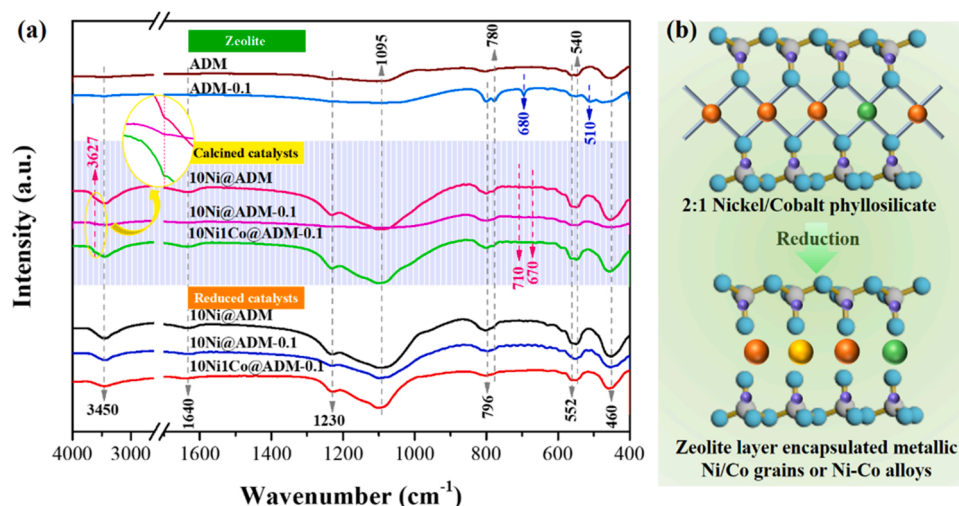 (a)
Zeolite
ADM
ADM-0.1
1095
780
540
680
510
3627
Calcined catalysts
10Ni@ADM
10Ni@ADM-0.1
10Ni1Co@ADM-0.1
710
670
Reduced catalysts
10Ni@ADM
10Ni@ADM-0.1
10Ni1Co@ADM-0.1
3450
1640
1230
796
552
460
4000 3000 1600 1400 1200 1000 800 600 400
Wavenumber (cm⁻¹)
Intensity (a.u.)
(b)
2:1 Nickel/Cobalt phyllosilicate
Reduction
Zeolite layer encapsulated metallic
Ni/Co grains or Ni-Co alloys